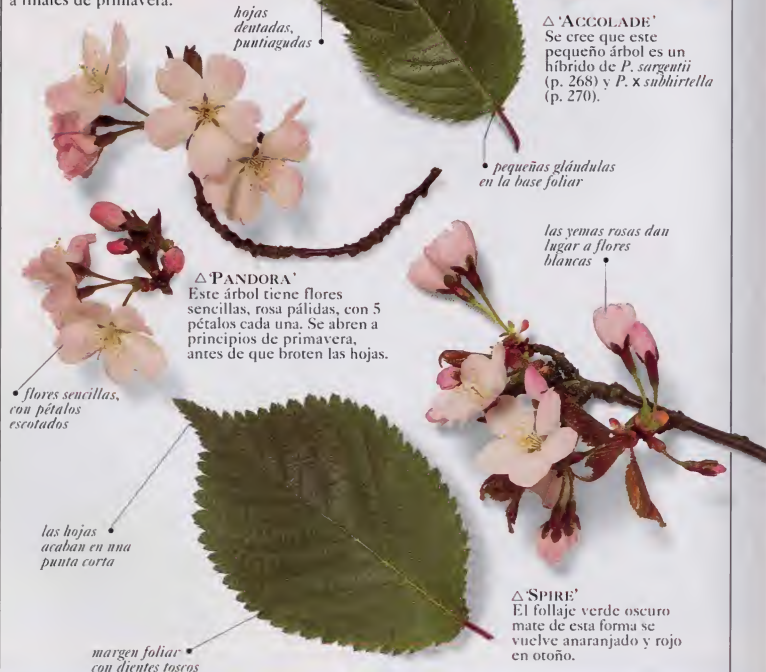 a finales de primavera.
hojas
dentadas,
puntiagudas
△ 'ACCOLADE'
Se cree que este
pequeño árbol es un
híbrido de P. sargentii
(p. 268) y P. x subhirtella
(p. 270).
pequeñas glándulas
en la base foliar
las yemas rosas dan
lugar a flores
blancas
△ 'PANDORA'
Este árbol tiene flores
sencillas, rosa pálidas, con 5
pétalos cada una. Se abren a
principios de primavera,
antes de que broten las hojas.
flores sencillas,
con pétalos
escotados
las hojas
acaban en una
punta corta
△ 'SPIRE'
El follaje verde oscuro
mate de esta forma se
vuelve anaranjado y rojo
en otoño.
margen foliar
con dientes toscos